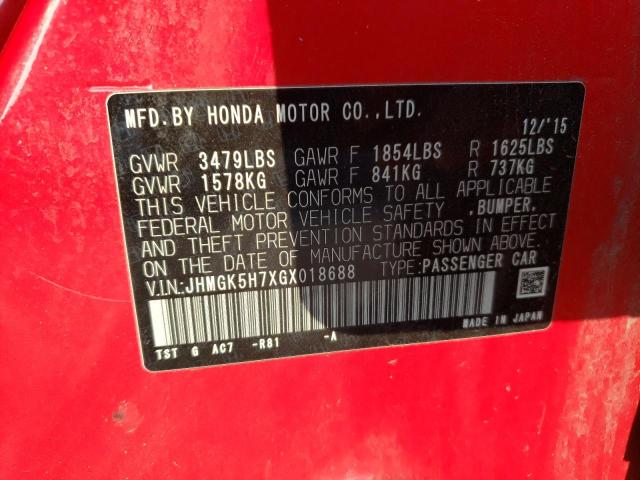 MFD.BY HONDA MOTOR CO.,LTD.
12/'15
GVWR 3479LBS GAWR F 1854LBS R 1625LBS
GVWR 1578KG GAWR F 841KG R 737KG
THIS VEHICLE CONFORMS TO ALL APPLICABLE
FEDERAL MOTOR VEHICLE SAFETY ,BUMPER,
AND THEFT PREVENTION STANDARDS IN EFFECT
ON THE DATE OF MANUFACTURE SHOWN ABOVE.
V.I.N:JHMGK5H7XGX018688 TYPE:PASSENGER CAR
TST G AC7 -R81 -A
MADE IN JAPAN